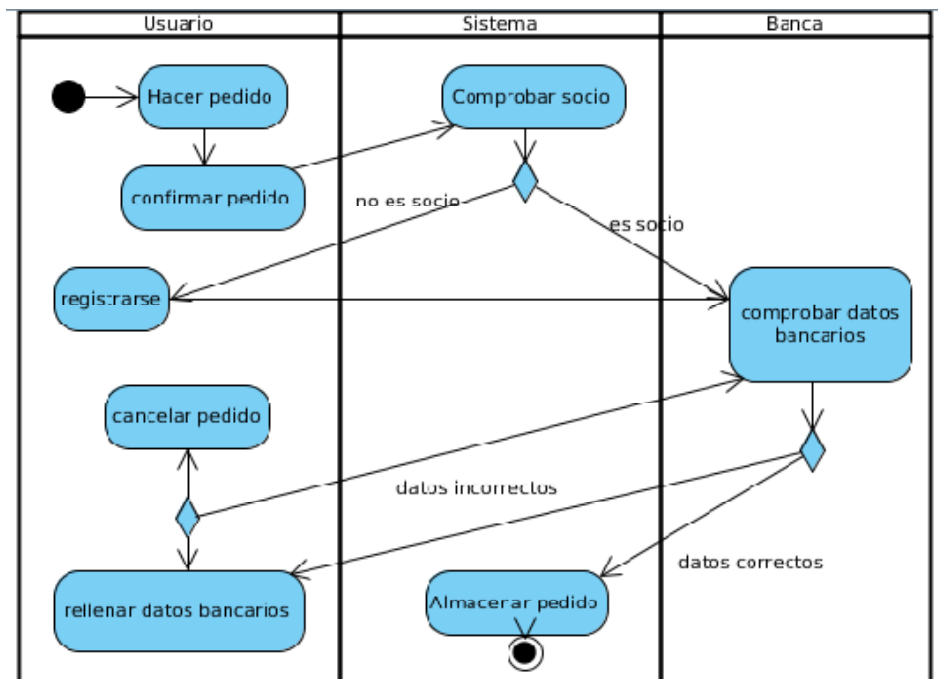 Usuario
Sistema
Banca
Hacer pedido
Comprobar socio
confirmar pedido
no es socio
es socio
registrarse
comprobar datos
bancarios
cancelar pedido
datos incorrectos
datos correctos
rellenar datos bancarios
Almacenar pedido